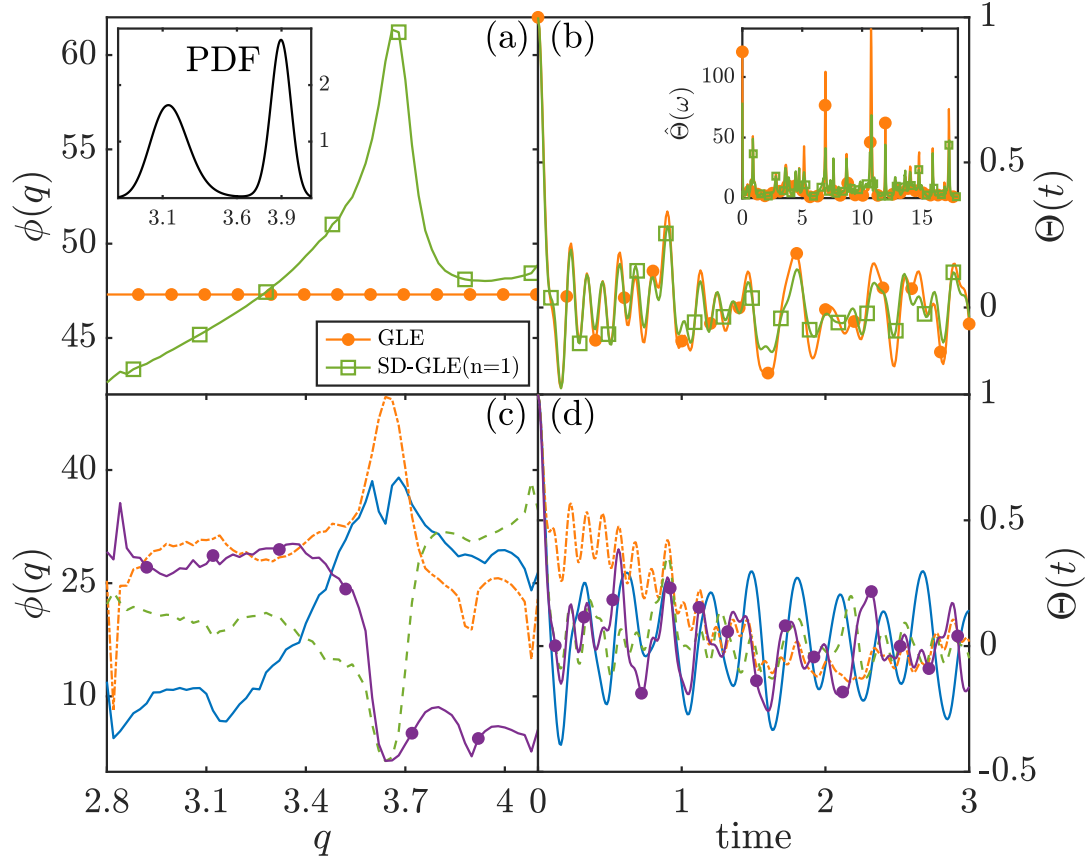 (a)
(b)
(c)
(d)
ϕ(q)
60
55
50
45
PDF
2
1
3.1
3.6
3.9
GLE
SD-GLE(n=1)
Θ(t)
1
0.5
0
Θ̂(ω)
100
50
0
0
5
10
15
ϕ(q)
40
25
10
2.8
3.1
3.4
3.7
4
q
Θ(t)
1
0.5
0
-0.5
0
1
2
3
time